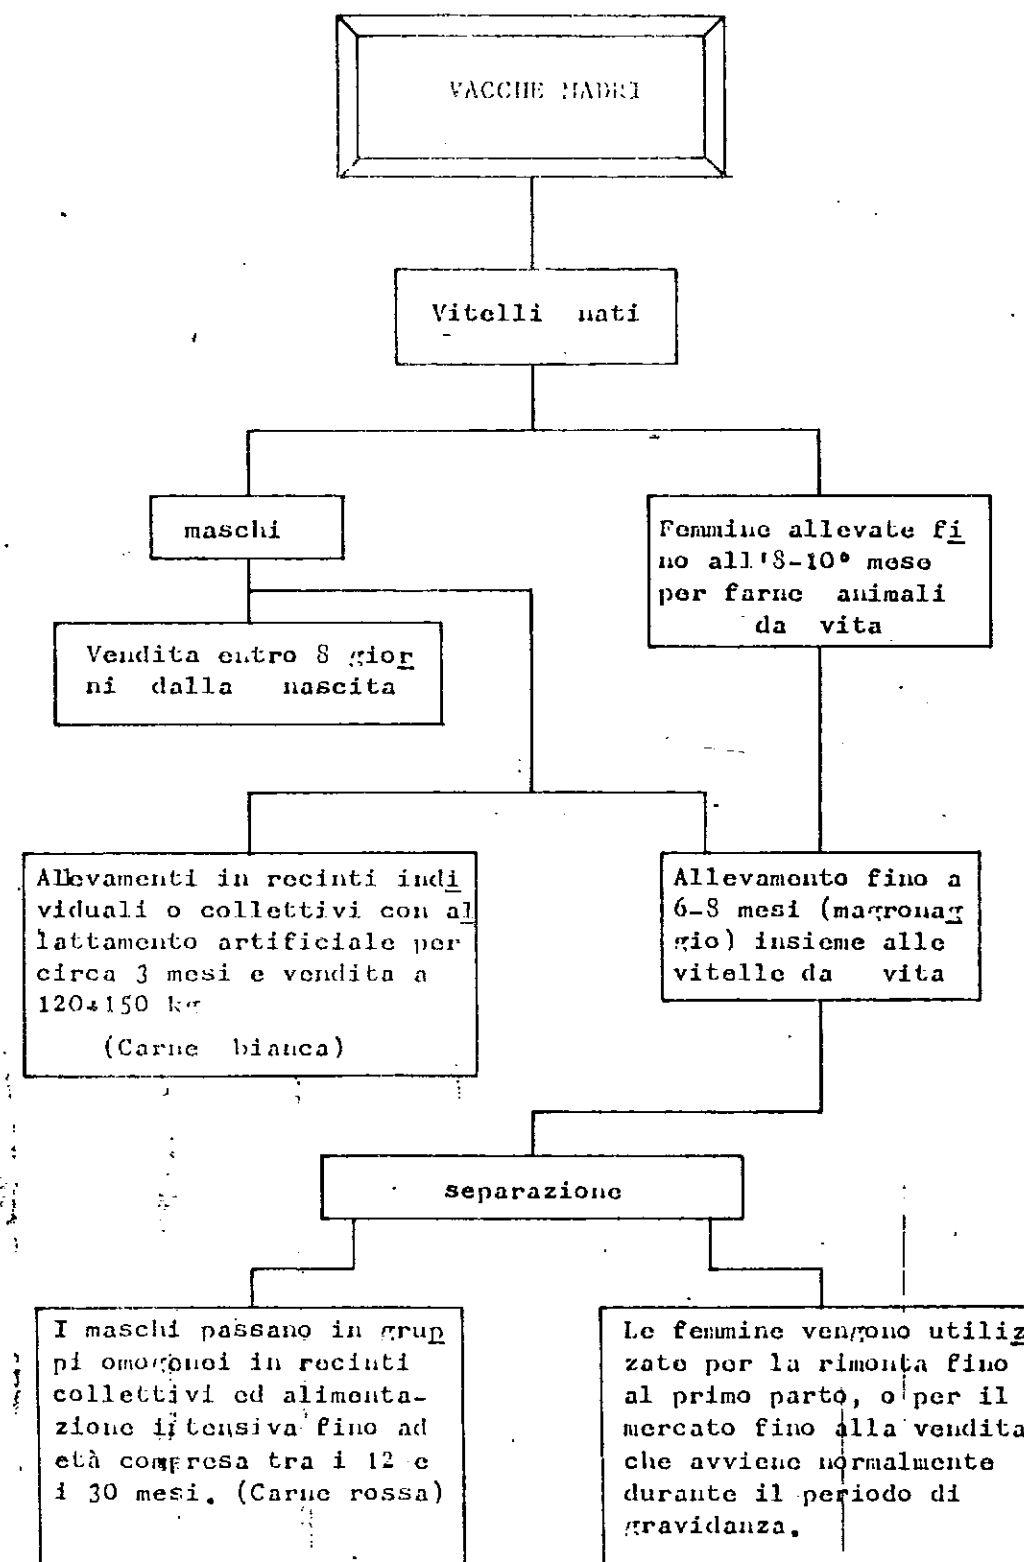 VACCHE MADRI
Vitelli nati
maschi
Femmine allevate fi
no all'8-10° mese
per farne animali
da vita
Vendita entro 8 gior
ni dalla nascita
Allevamenti in recinti indi
viduali o collettivi con al
lattamento artificiale per
circa 3 mesi e vendita a
120÷150 kg
(Carne bianca)
Allevamento fino a
6-8 mesi (magronag
gio) insieme alle
vitelle da vita
separazione
I maschi passano in grup
pi omogenei in recinti
collettivi ed alimenta-
zione intensiva fino ad
età compresa tra i 12 e
i 30 mesi. (Carne rossa)
Le femmine vengono utiliz
zate per la rimonta fino
al primo parto, o per il
mercato fino alla vendita
che avviene normalmente
durante il periodo di
gravidanza.